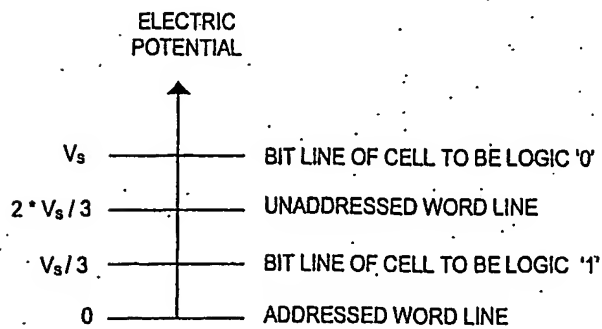 ELECTRIC
POTENTIAL
Vs BIT LINE OF CELL TO BE LOGIC '0'
2 * Vs / 3 UNADDRESSED WORD LINE
Vs / 3 BIT LINE OF CELL TO BE LOGIC '1'
0 ADDRESSED WORD LINE